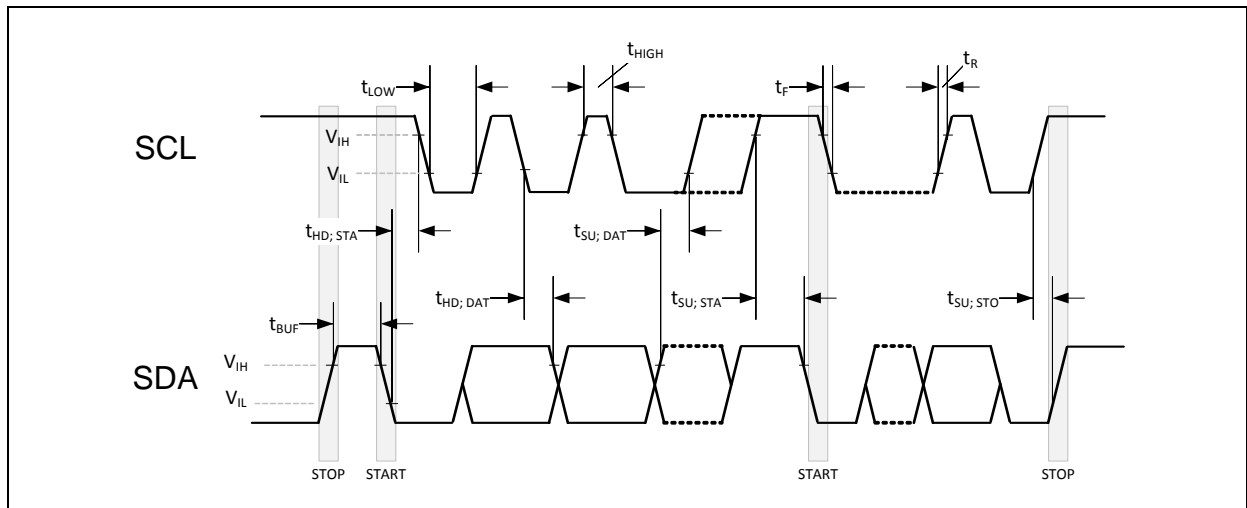 tHIGH
tR
tLOW
tF
SCL
VIH
VIL
tHD; STA
tSU; DAT
tHD; DAT
tSU; STA
tSU; STO
tBUF
SDA
VIH
VIL
STOP
START
START
STOP